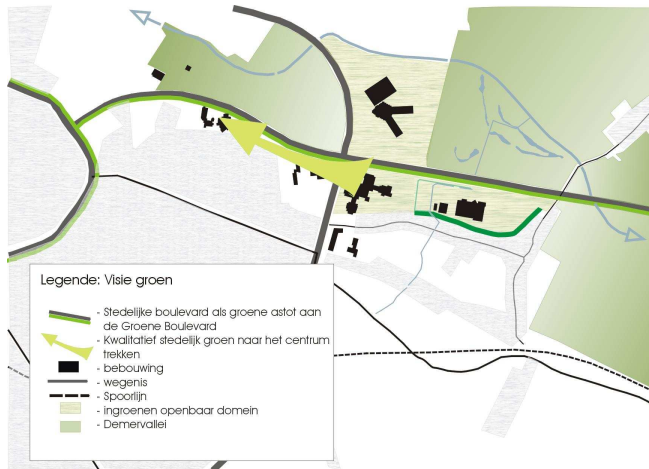 Legende: Visie groen
- Stedelijke boulevard als groene astot aan
de Groene Boulevard
- Kwalitatief stedelijk groen naar het centrum
trekken
- bebouwing
- wegenis
- Spoorlijn
- ingroenen openbaar domein
- Demervallei